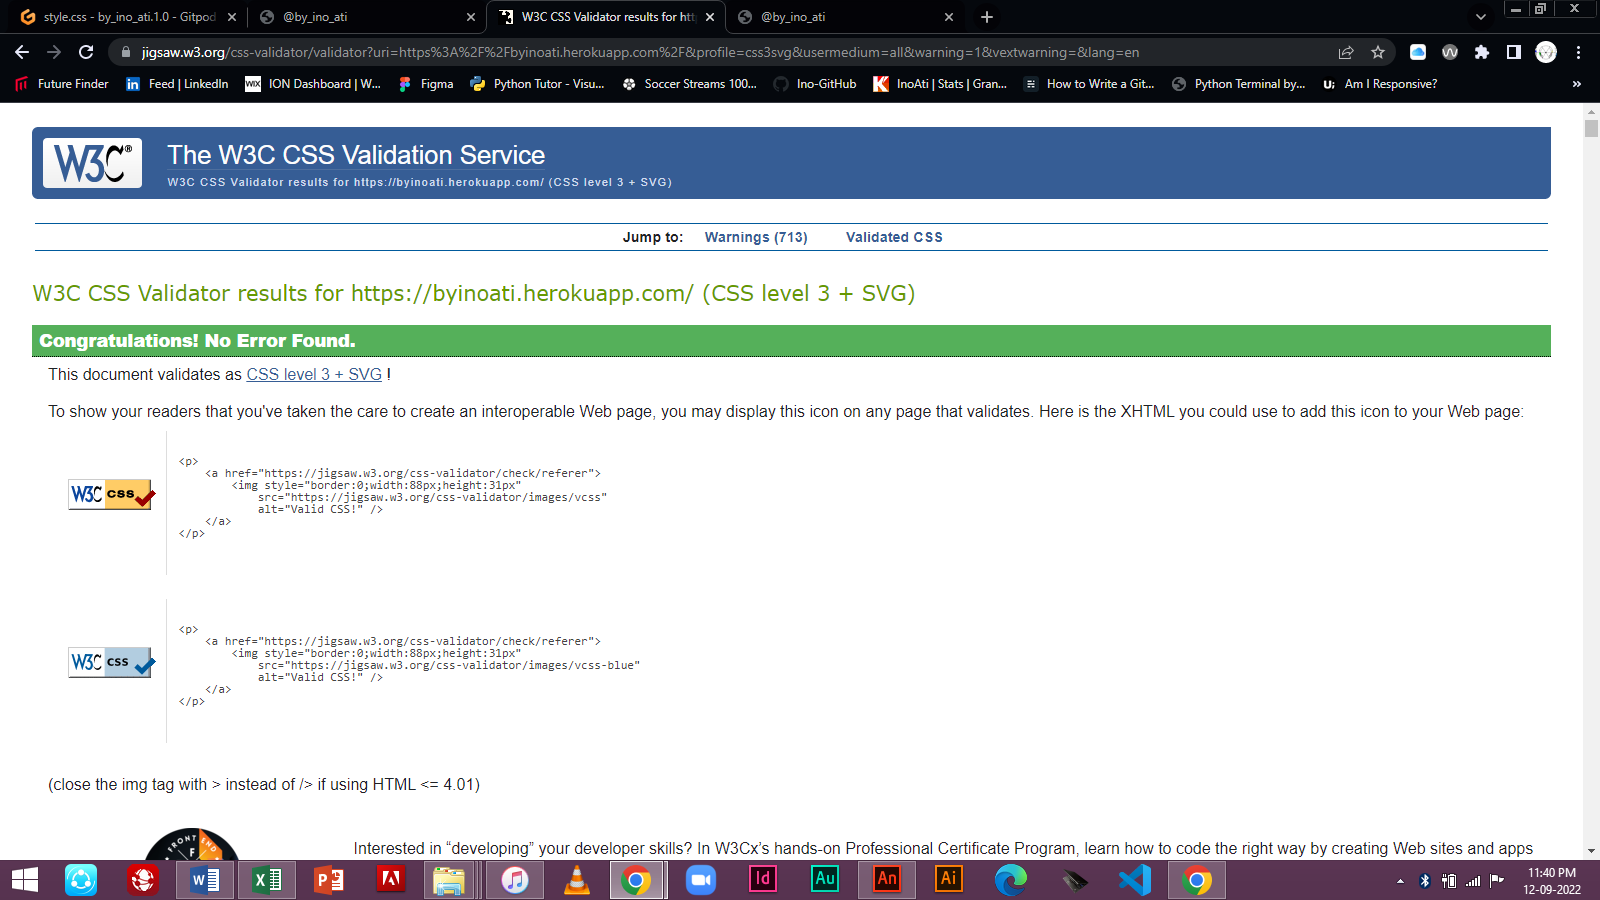 style.css - by_ino_ati.1.0 - Gitpod
@by_ino_ati
W3C CSS Validator results for htt
@by_ino_ati
jigsaw.w3.org/css-validator/validator?uri=https%3A%2F%2Fbyinoati.herokuapp.com%2F&profile=css3svg&usermedium=all&warning=1&vextwarning=&lang=en
Future Finder
Feed | LinkedIn
ION Dashboard | W...
Figma
Python Tutor - Visu...
Soccer Streams 100...
Ino-GitHub
InoAti | Stats | Gran...
How to Write a Git...
Python Terminal by...
Am I Responsive?
W3C®
The W3C CSS Validation Service
W3C CSS Validator results for https://byinoati.herokuapp.com/ (CSS level 3 + SVG)
Jump to: Warnings (713) Validated CSS
W3C CSS Validator results for https://byinoati.herokuapp.com/ (CSS level 3 + SVG)
Congratulations! No Error Found.
This document validates as CSS level 3 + SVG !
To show your readers that you've taken the care to create an interoperable Web page, you may display this icon on any page that validates. Here is the XHTML you could use to add this icon to your Web page:
W3C css
<p>
<a href="https://jigsaw.w3.org/css-validator/check/referer">
<img style="border:0;width:88px;height:31px"
src="https://jigsaw.w3.org/css-validator/images/vcss"
alt="Valid CSS!" />
</a>
</p>
W3C css
<p>
<a href="https://jigsaw.w3.org/css-validator/check/referer">
<img style="border:0;width:88px;height:31px"
src="https://jigsaw.w3.org/css-validator/images/vcss-blue"
alt="Valid CSS!" />
</a>
</p>
(close the img tag with > instead of /> if using HTML <= 4.01)
FRONT END
F
Interested in “developing” your developer skills? In W3Cx’s hands-on Professional Certificate Program, learn how to code the right way by creating Web sites and apps
Id
Au
An
Ai
11:40 PM
12-09-2022